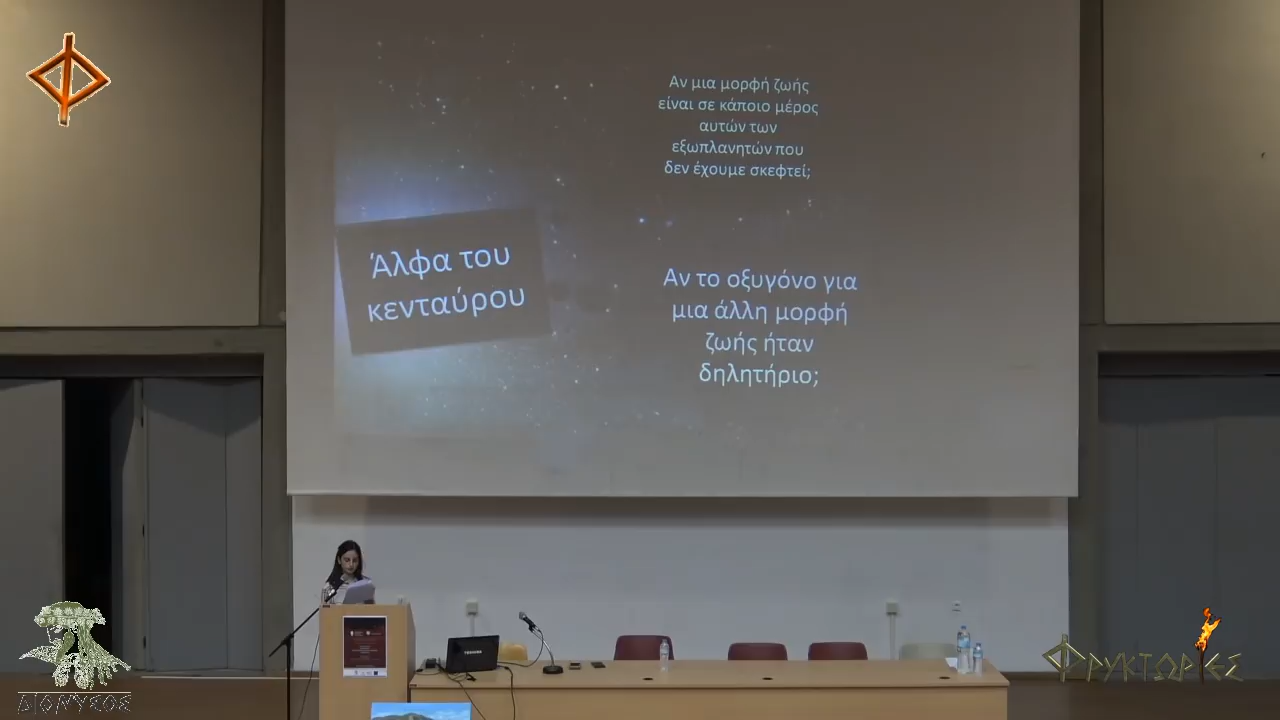 Αν μια μορφή ζωής
είναι σε κάποιο μέρος
αυτών των
εξωπλανητών που
δεν έχουμε σκεφτεί;
Άλφα του
κενταύρου
Αν το οξυγόνο για
μια άλλη μορφή
ζωής ήταν
δηλητήριο;
TOSHIBA
ΔΙΟΝΥΣΟΣ
ΦΡΥΚΤΩΡΙΕΣ